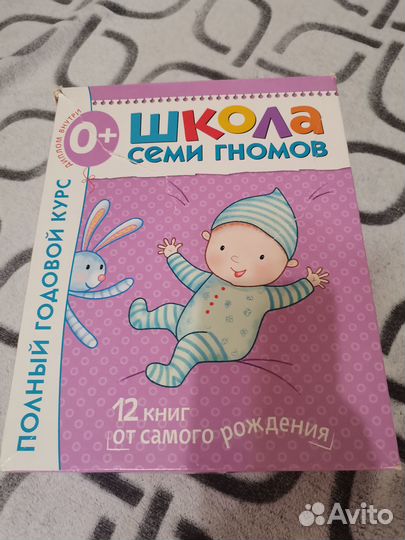 ШКОЛА
СЕМИ ГНОМОВ
0+
ДИПЛОМ ВНУТРИ
ПОЛНЫЙ ГОДОВОЙ КУРС
12 КНИГ
от самого рождения
Avito